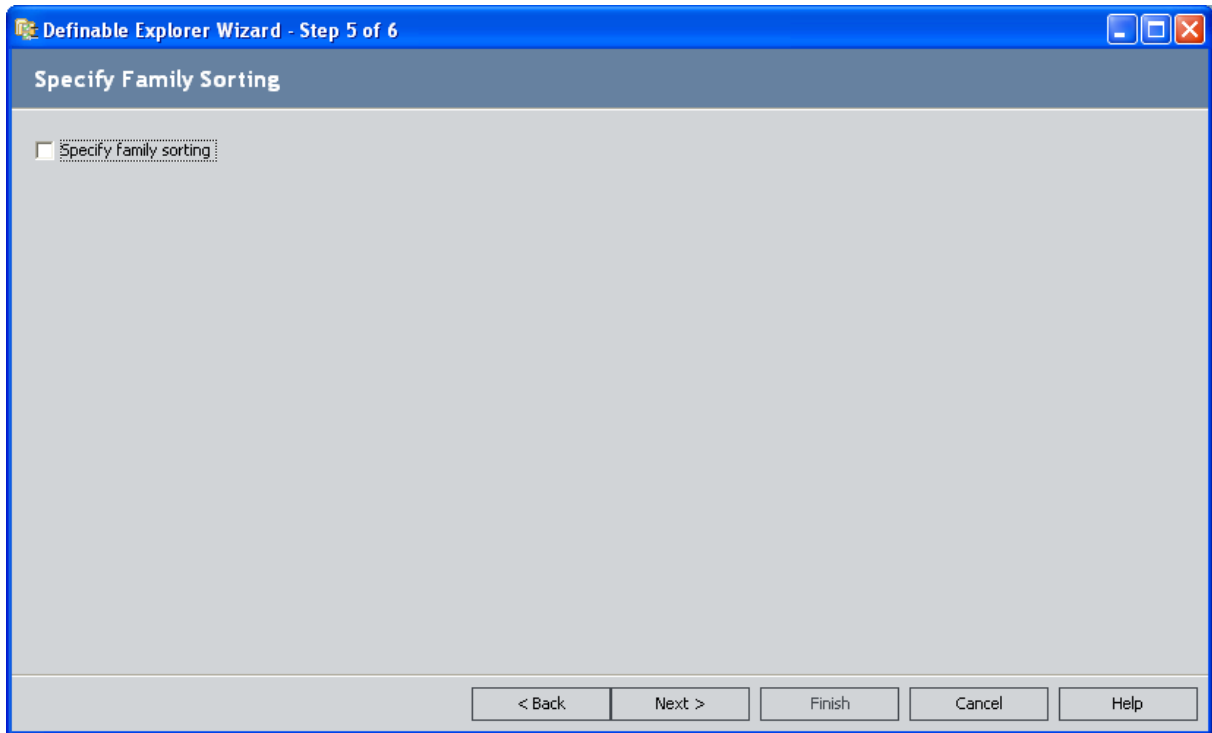 Definable Explorer Wizard - Step 5 of 6
Specify Family Sorting
Specify family sorting
< Back Next > Finish Cancel Help